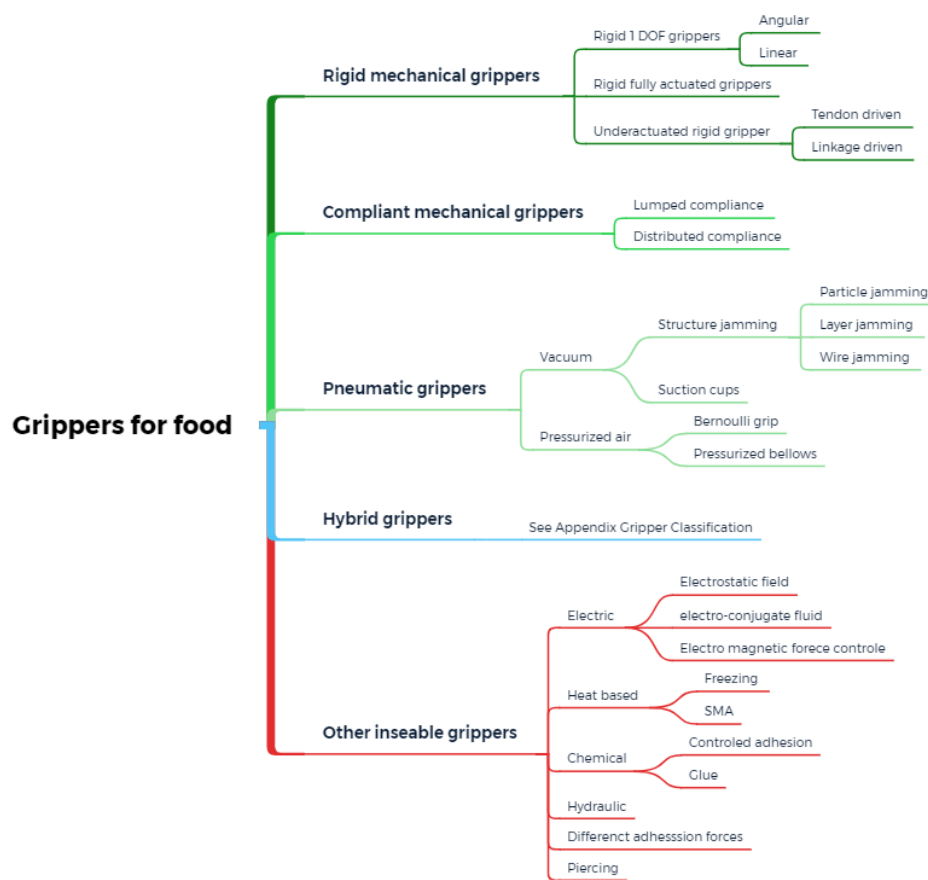 Grippers for food
Rigid mechanical grippers
Rigid 1 DOF grippers
Angular
Linear
Rigid fully actuated grippers
Underactuated rigid gripper
Tendon driven
Linkage driven
Compliant mechanical grippers
Lumped compliance
Distributed compliance
Pneumatic grippers
Vacuum
Structure jamming
Particle jamming
Layer jamming
Wire jamming
Suction cups
Pressurized air
Bernoulli grip
Pressurized bellows
Hybrid grippers
See Appendix Gripper Classification
Other inseable grippers
Electric
Electrostatic field
electro-conjugate fluid
Electro magnetic forece controle
Heat based
Freezing
SMA
Chemical
Controled adhesion
Glue
Hydraulic
Differenct adhesssion forces
Piercing